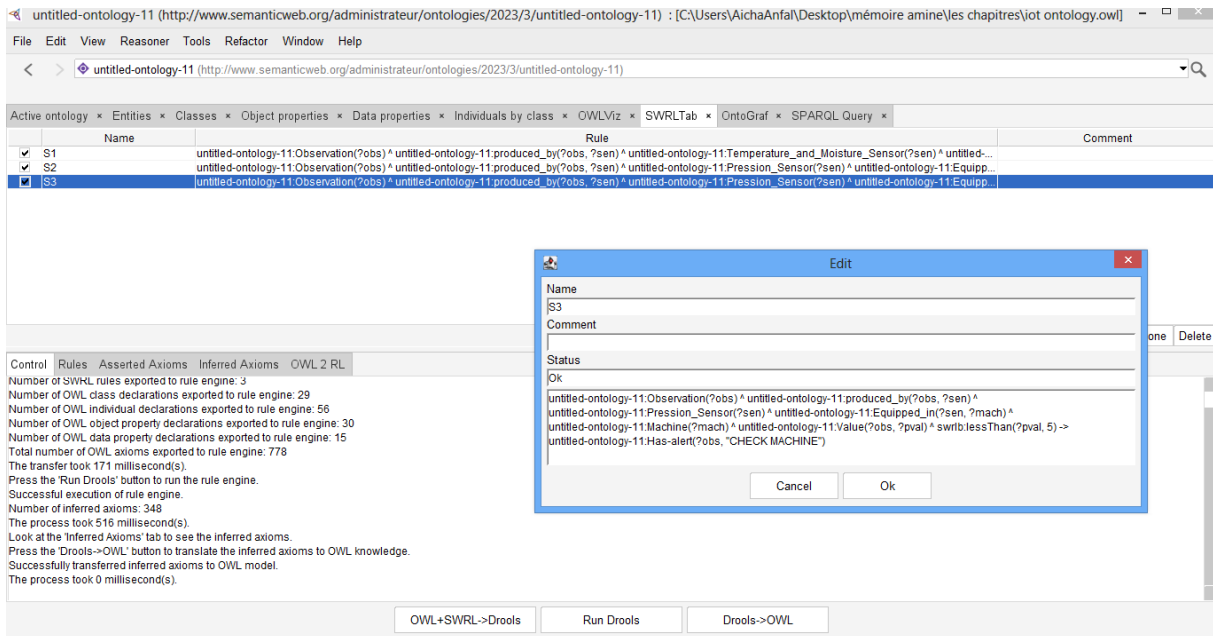 untitled-ontology-11 (http://www.semanticweb.org/administrateur/ontologies/2023/3/untitled-ontology-11) : [C:\Users\AichaAnfal\Desktop\mémoire amine\les chapitres\iot ontology.owl]
File Edit View Reasoner Tools Refactor Window Help
untitled-ontology-11 (http://www.semanticweb.org/administrateur/ontologies/2023/3/untitled-ontology-11)
Active ontology × Entities × Classes × Object properties × Data properties × Individuals by class × OWLViz × SWRLTab × OntoGraf × SPARQL Query ×
Name Rule Comment
S1 untitled-ontology-11:Observation(?obs) ^ untitled-ontology-11:produced_by(?obs, ?sen) ^ untitled-ontology-11:Temperature_and_Moisture_Sensor(?sen) ^ untitled-...
S2 untitled-ontology-11:Observation(?obs) ^ untitled-ontology-11:produced_by(?obs, ?sen) ^ untitled-ontology-11:Pression_Sensor(?sen) ^ untitled-ontology-11:Equipp...
S3 untitled-ontology-11:Observation(?obs) ^ untitled-ontology-11:produced_by(?obs, ?sen) ^ untitled-ontology-11:Pression_Sensor(?sen) ^ untitled-ontology-11:Equipp...
Edit
Name
S3
Comment
Status
Ok
untitled-ontology-11:Observation(?obs) ^ untitled-ontology-11:produced_by(?obs, ?sen) ^
untitled-ontology-11:Pression_Sensor(?sen) ^ untitled-ontology-11:Equipped_in(?sen, ?mach) ^
untitled-ontology-11:Machine(?mach) ^ untitled-ontology-11:Value(?obs, ?pval) ^ swrlb:lessThan(?pval, 5) ->
untitled-ontology-11:Has-alert(?obs, "CHECK MACHINE")
Cancel Ok
one Delete
Control Rules Asserted Axioms Inferred Axioms OWL 2 RL
Number of SWRL rules exported to rule engine: 3
Number of OWL class declarations exported to rule engine: 29
Number of OWL individual declarations exported to rule engine: 56
Number of OWL object property declarations exported to rule engine: 30
Number of OWL data property declarations exported to rule engine: 15
Total number of OWL axioms exported to rule engine: 778
The transfer took 171 millisecond(s).
Press the 'Run Drools' button to run the rule engine.
Successful execution of rule engine.
Number of inferred axioms: 348
The process took 516 millisecond(s).
Look at the 'Inferred Axioms' tab to see the inferred axioms.
Press the 'Drools->OWL' button to translate the inferred axioms to OWL knowledge.
Successfully transferred inferred axioms to OWL model.
The process took 0 millisecond(s).
OWL+SWRL->Drools Run Drools Drools->OWL